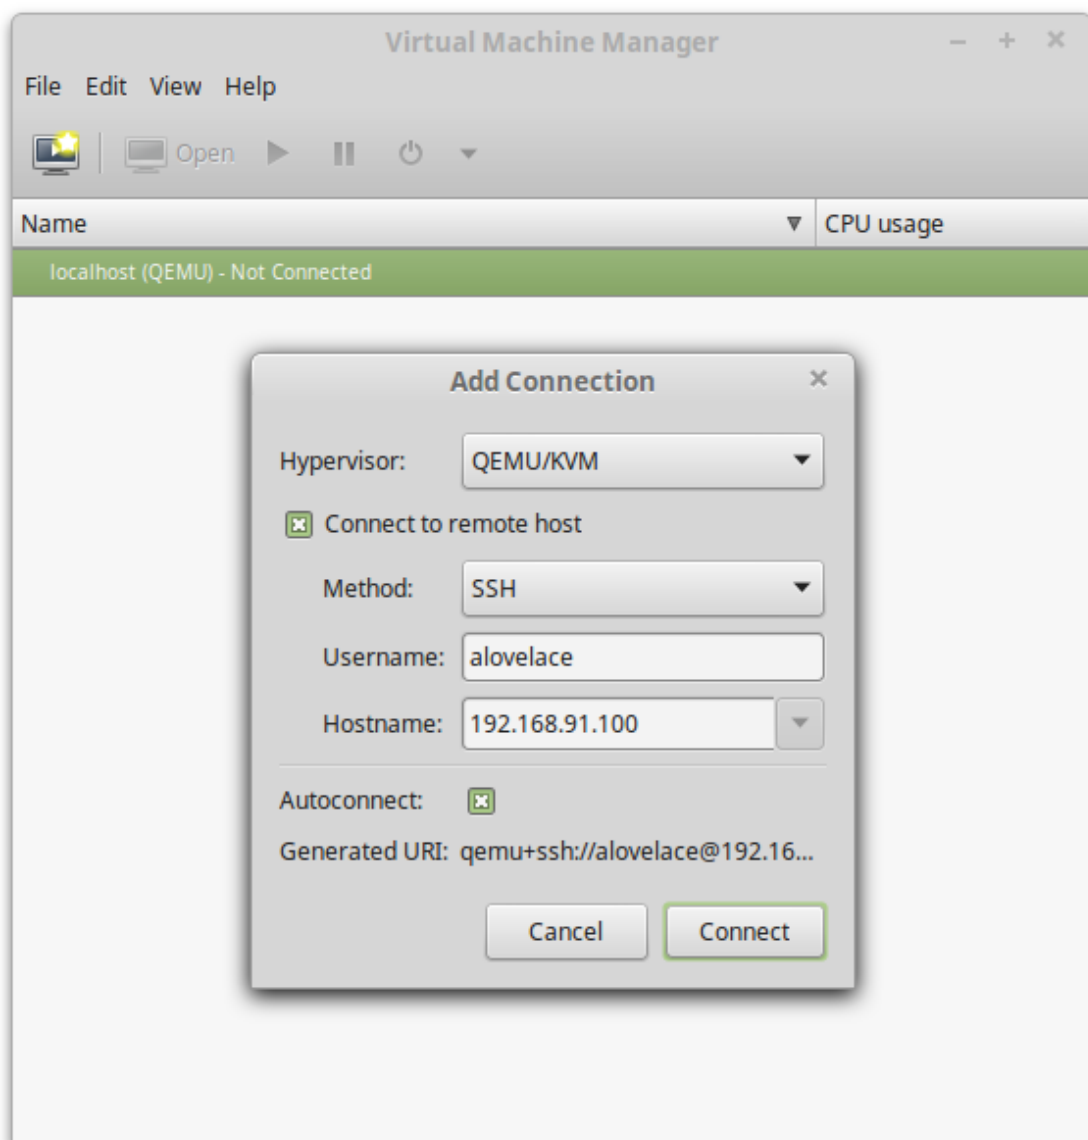 Virtual Machine Manager
File Edit View Help
Open
Name CPU usage
localhost (QEMU) - Not Connected
Add Connection
Hypervisor: QEMU/KVM
Connect to remote host
Method: SSH
Username: alovelace
Hostname: 192.168.91.100
Autoconnect:
Generated URI: qemu+ssh://alovelace@192.16...
Cancel Connect